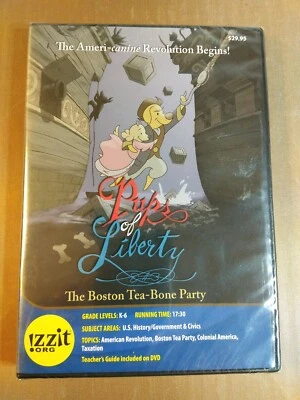 $29.95
The Ameri-canine Revolution Begins!
Pups
of
Liberty
The Boston Tea-Bone Party
GRADE LEVELS: K-6 RUNNING TIME: 17:30
SUBJECT AREAS: U.S. History/Government & Civics
TOPICS: American Revolution, Boston Tea Party, Colonial America,
Taxation
Teacher's Guide included on DVD
izzit
.ORG